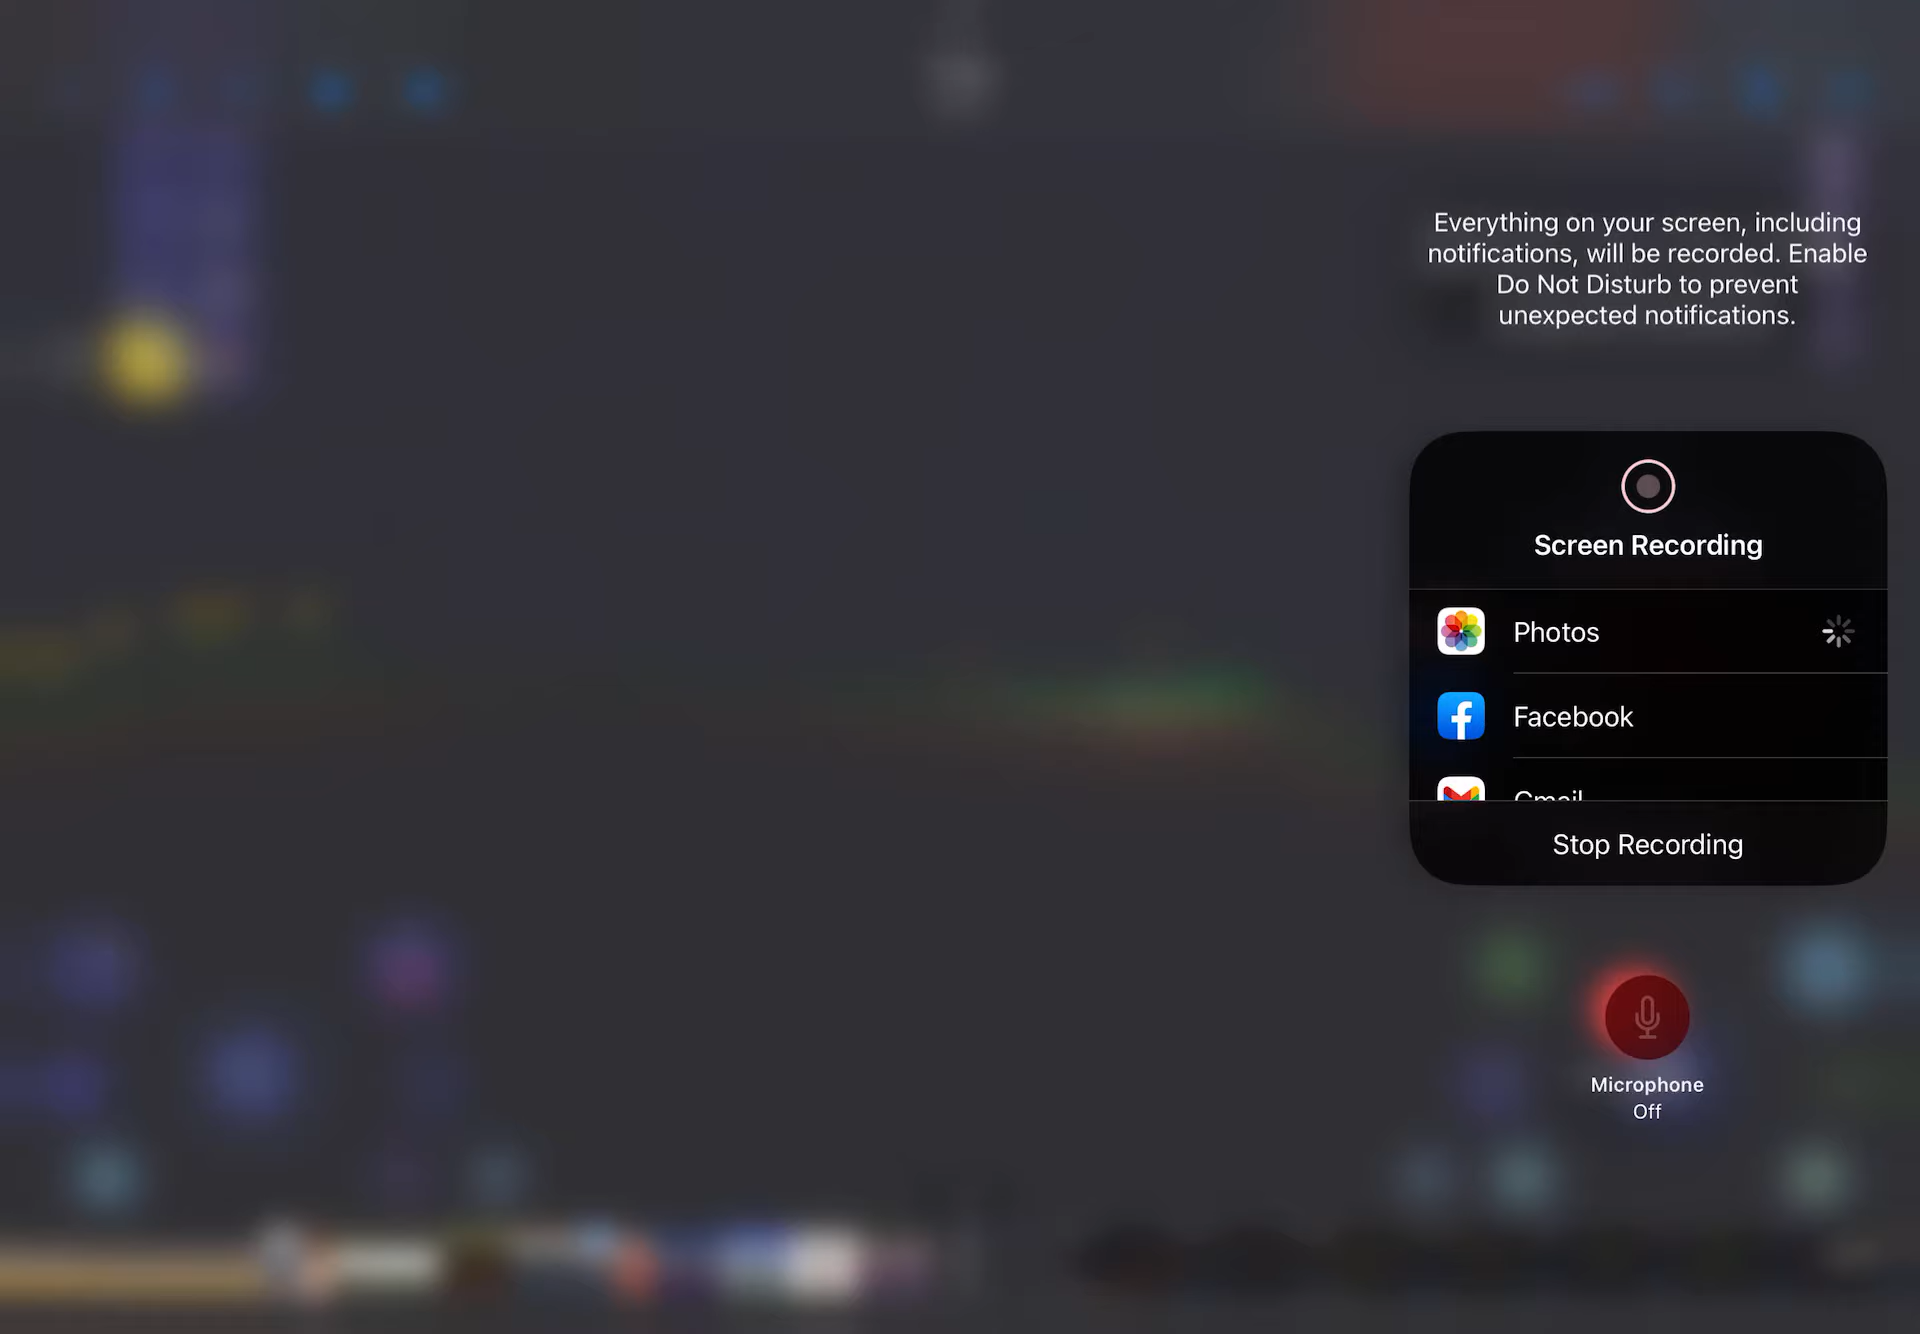 Everything on your screen, including
notifications, will be recorded. Enable
Do Not Disturb to prevent
unexpected notifications.
Screen Recording
Photos
Facebook
Gmail
Stop Recording
Microphone
Off